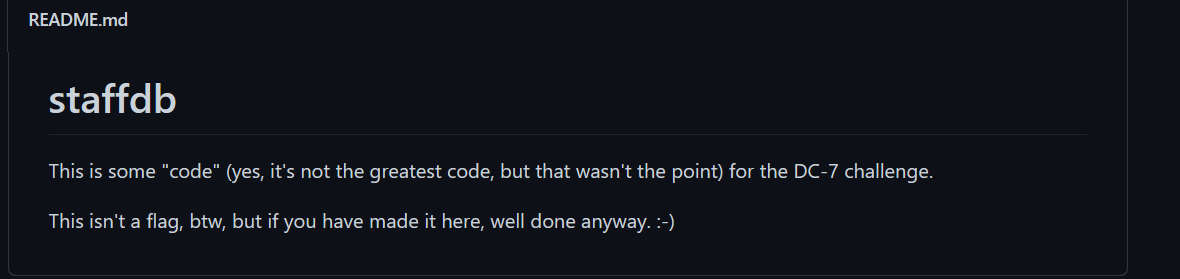 README.md
staffdb
This is some "code" (yes, it's not the greatest code, but that wasn't the point) for the DC-7 challenge.
This isn't a flag, btw, but if you have made it here, well done anyway. :-)